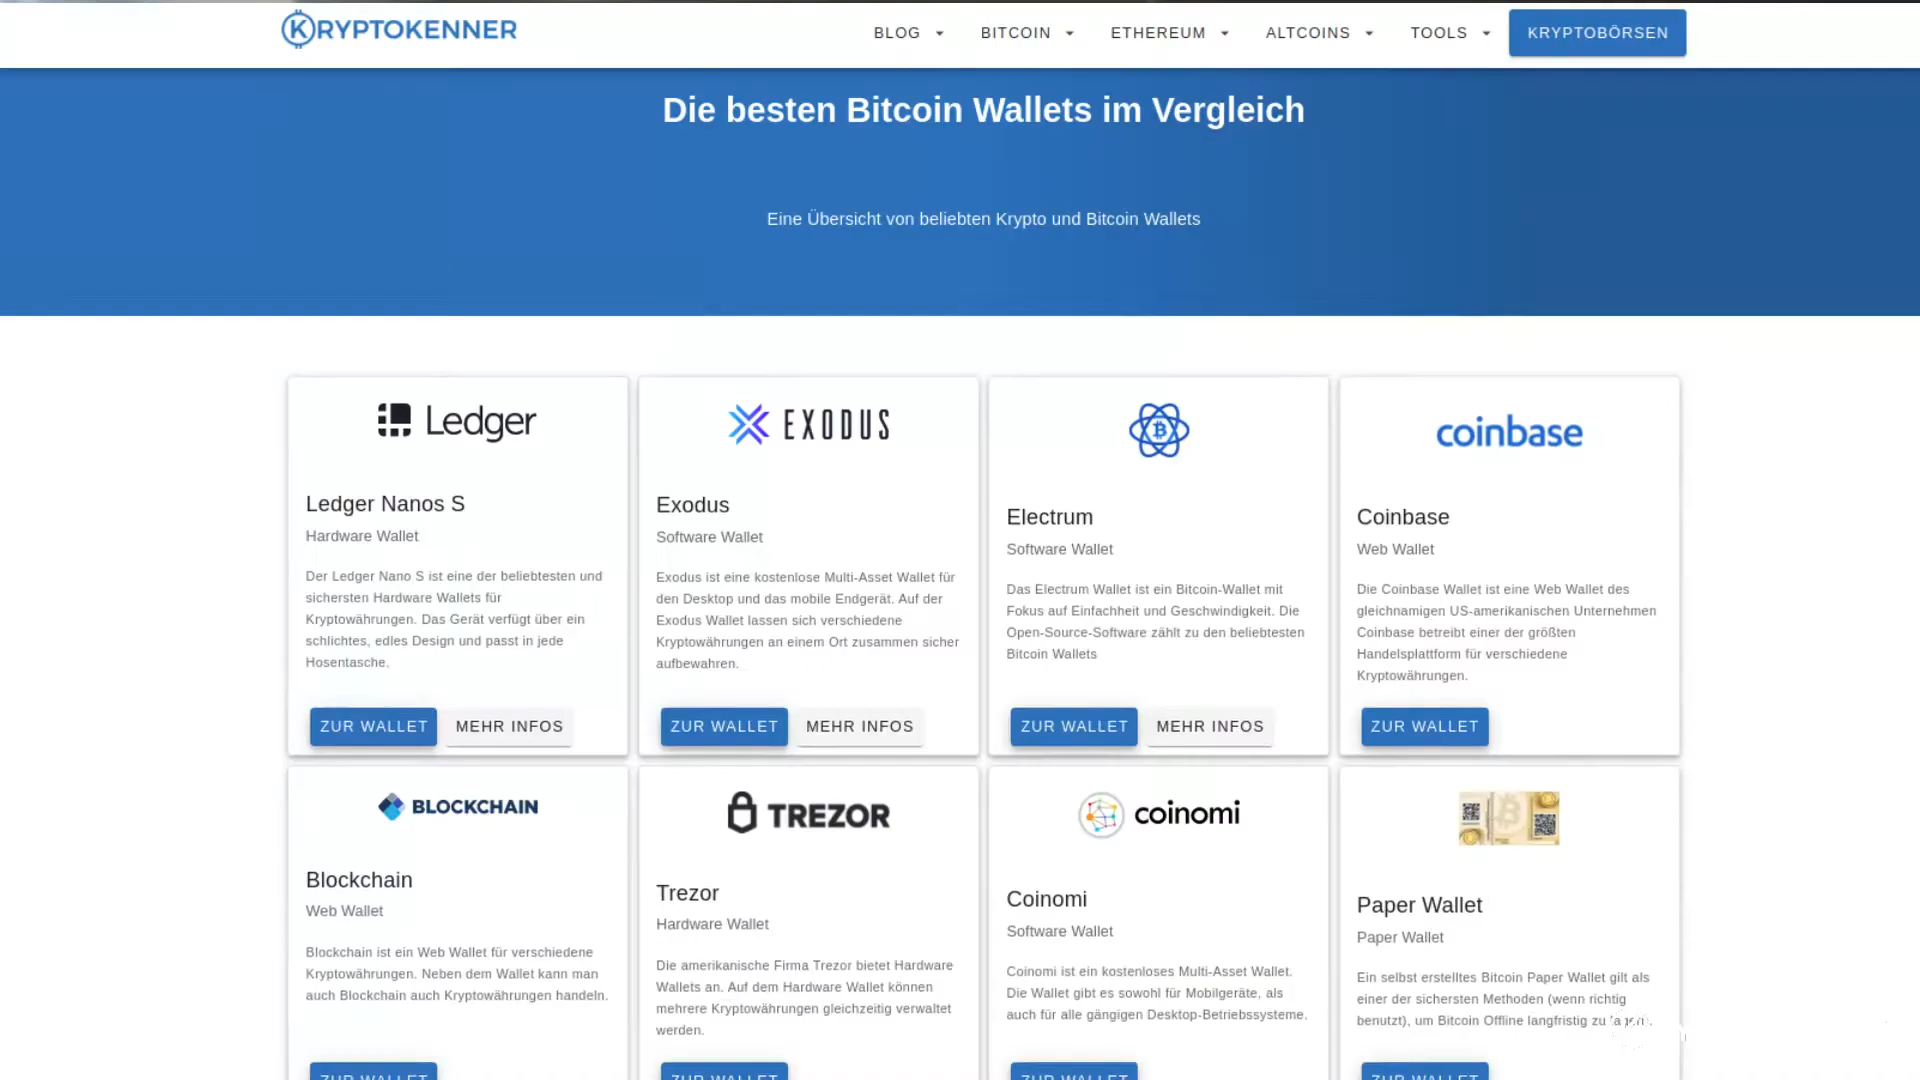 KRYPTOKENNER
BLOG
BITCOIN
ETHEREUM
ALTCOINS
TOOLS
KRYPTOBÖRSEN
Die besten Bitcoin Wallets im Vergleich
Eine Übersicht von beliebten Krypto und Bitcoin Wallets
Ledger
Ledger Nanos S
Hardware Wallet
Der Ledger Nano S ist eine der beliebtesten und
sichersten Hardware Wallets für
Kryptowährungen. Das Gerät verfügt über ein
schlichtes, edles Design und passt in jede
Hosentasche.
ZUR WALLET
MEHR INFOS
EXODUS
Exodus
Software Wallet
Exodus ist eine kostenlose Multi-Asset Wallet für
den Desktop und das mobile Endgerät. Auf der
Exodus Wallet lassen sich verschiedene
Kryptowährungen an einem Ort zusammen sicher
aufbewahren.
ZUR WALLET
MEHR INFOS
Electrum
Software Wallet
Das Electrum Wallet ist ein Bitcoin-Wallet mit
Fokus auf Einfachheit und Geschwindigkeit. Die
Open-Source-Software zählt zu den beliebtesten
Bitcoin Wallets
ZUR WALLET
MEHR INFOS
coinbase
Coinbase
Web Wallet
Die Coinbase Wallet ist eine Web Wallet des
gleichnamigen US-amerikanischen Unternehmen
Coinbase betreibt einer der größten
Handelsplattform für verschiedene
Kryptowährungen.
ZUR WALLET
BLOCKCHAIN
Blockchain
Web Wallet
Blockchain ist ein Web Wallet für verschiedene
Kryptowährungen. Neben dem Wallet kann man
auch Blockchain auch Kryptowährungen handeln.
ZUR WALLET
TREZOR
Trezor
Hardware Wallet
Die amerikanische Firma Trezor bietet Hardware
Wallets an. Auf dem Hardware Wallet können
mehrere Kryptowährungen gleichzeitig verwaltet
werden.
ZUR WALLET
coinomi
Coinomi
Software Wallet
Coinomi ist ein kostenloses Multi-Asset Wallet.
Die Wallet gibt es sowohl für Mobilgeräte, als
auch für alle gängigen Desktop-Betriebssysteme.
ZUR WALLET
Paper Wallet
Paper Wallet
Ein selbst erstelltes Bitcoin Paper Wallet gilt als
einer der sichersten Methoden (wenn richtig
benutzt), um Bitcoin Offline langfristig zu
ZUR WALLET